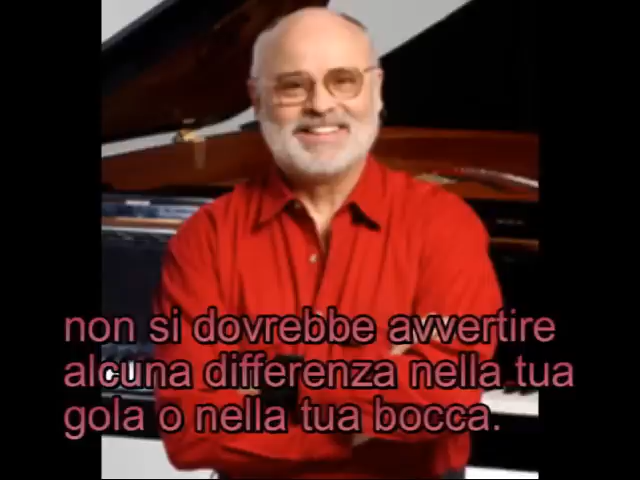 non si dovrebbe avvertire
alcuna differenza nella tua
gola o nella tua bocca.